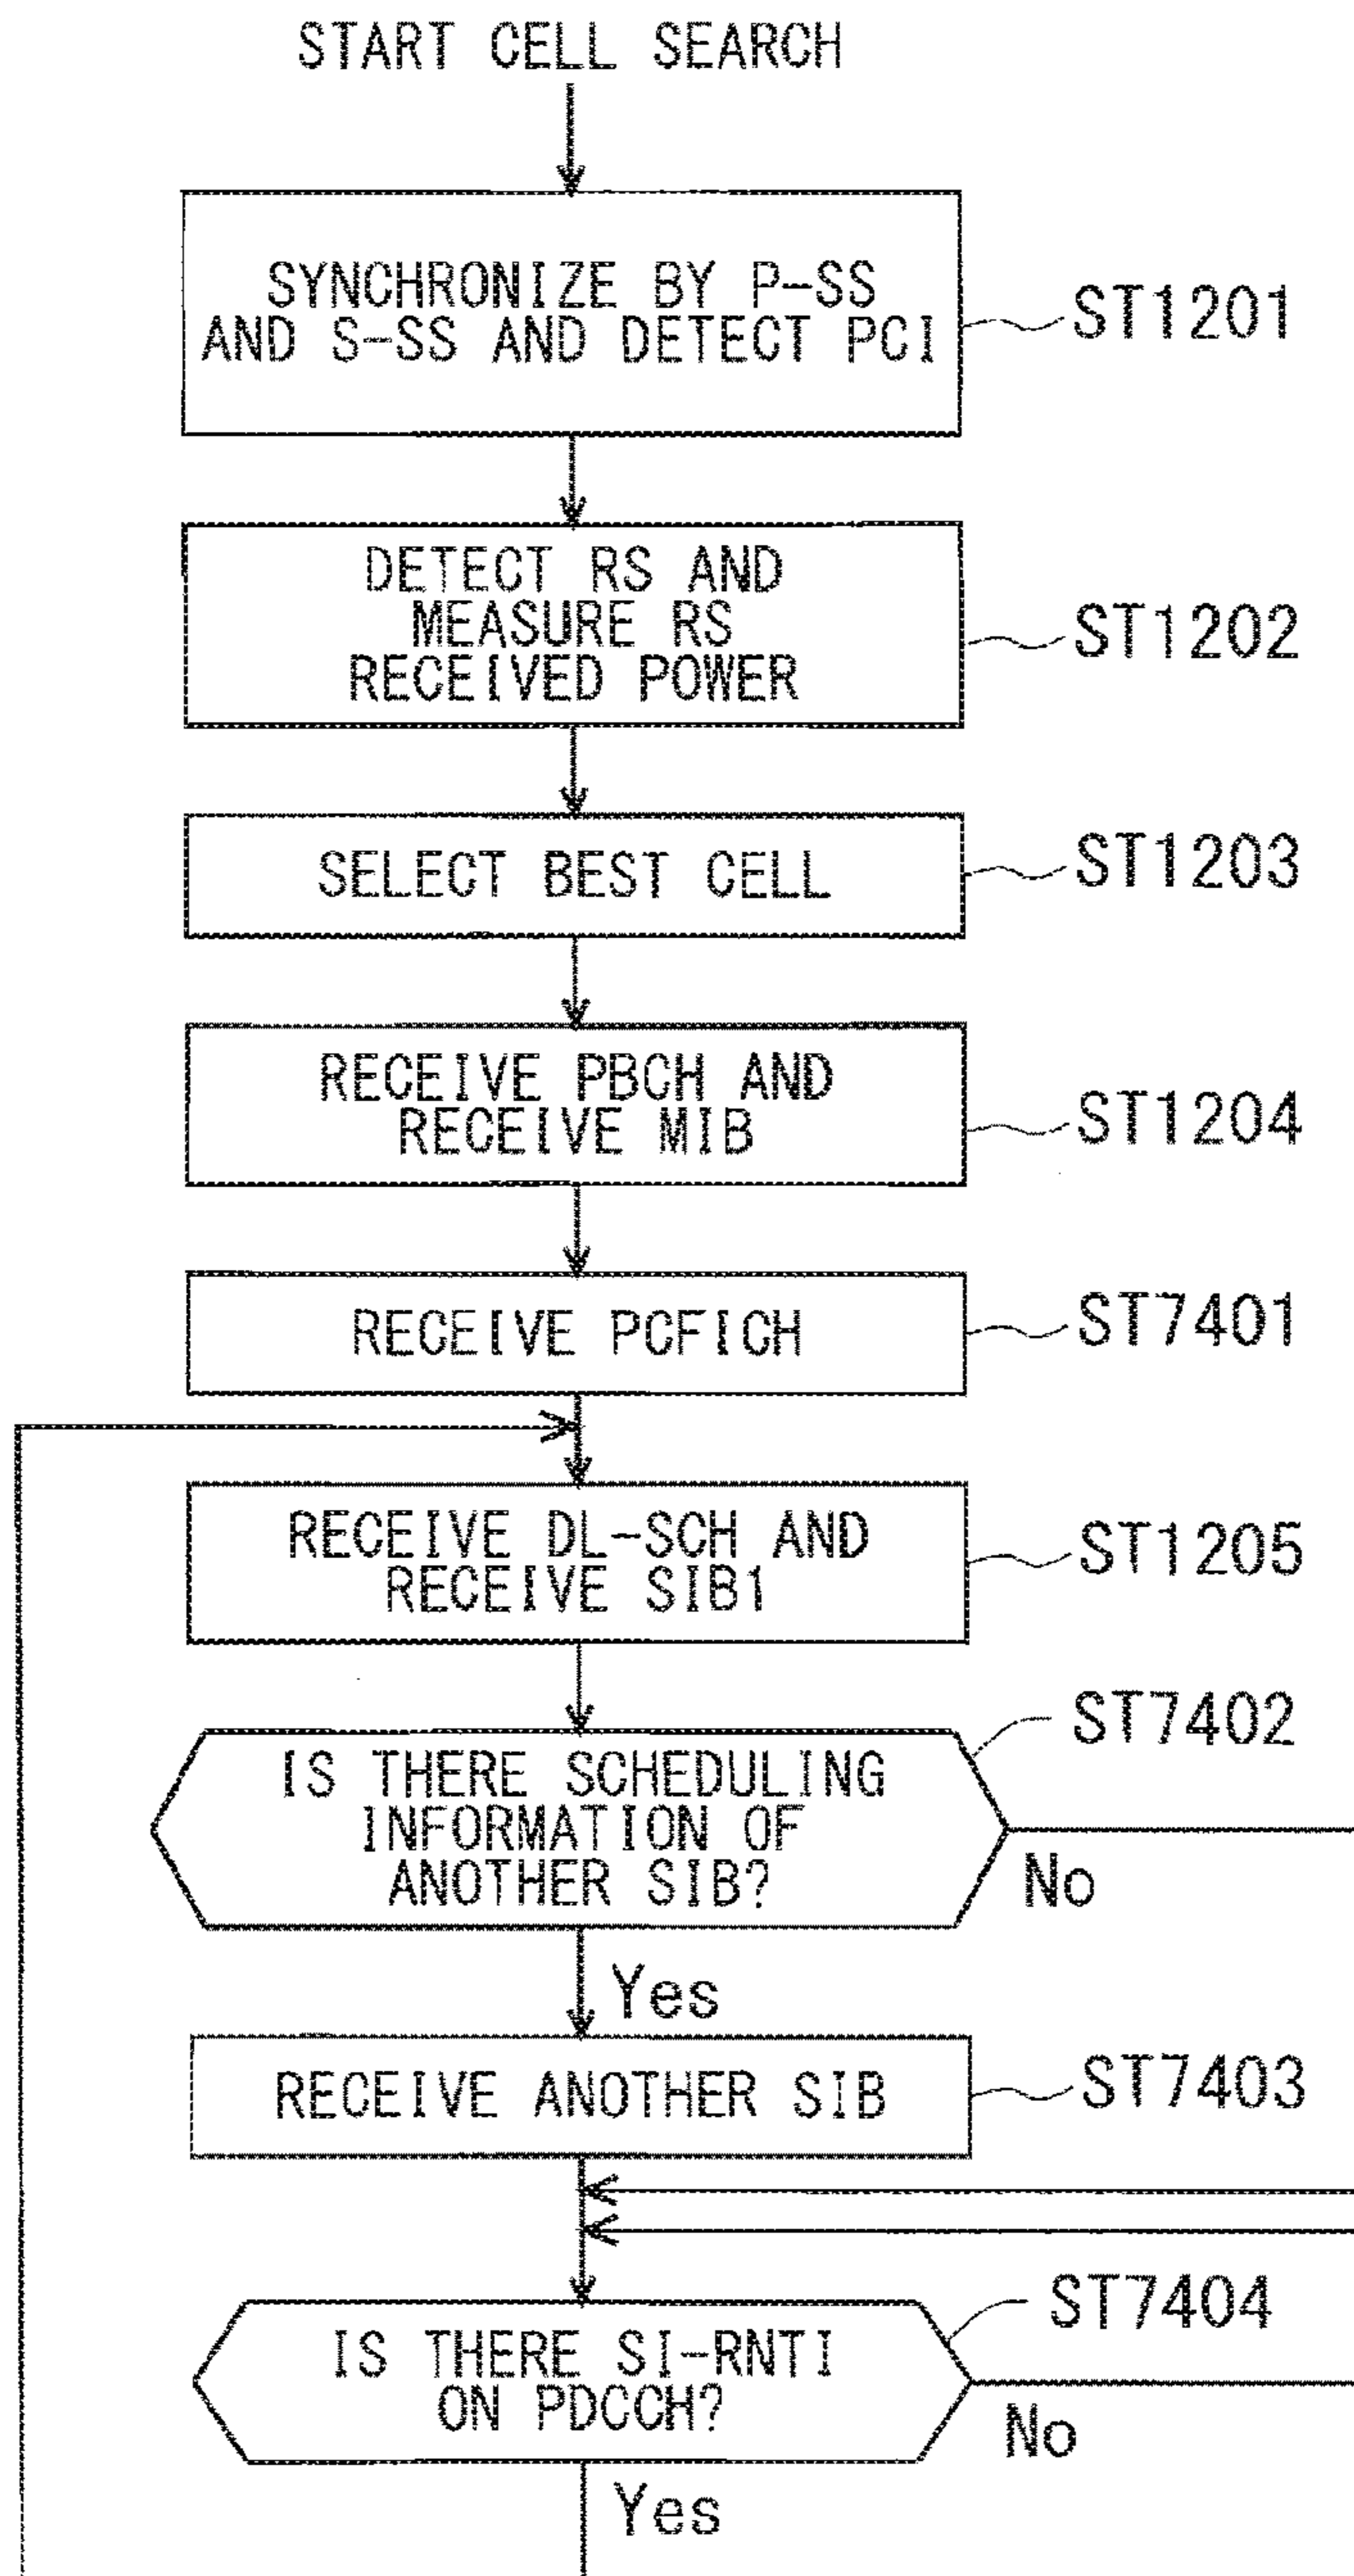 START CELL SEARCH
SYNCHRONIZE BY P-SS
AND S-SS AND DETECT PCI
ST1201
DETECT RS AND
MEASURE RS
RECEIVED POWER
ST1202
SELECT BEST CELL
ST1203
RECEIVE PBCH AND
RECEIVE MIB
ST1204
RECEIVE PCFICH
ST7401
RECEIVE DL-SCH AND
RECEIVE SIB1
ST1205
ST7402
IS THERE SCHEDULING
INFORMATION OF
ANOTHER SIB?
No
Yes
RECEIVE ANOTHER SIB
ST7403
ST7404
IS THERE SI-RNTI
ON PDCCH?
No
Yes